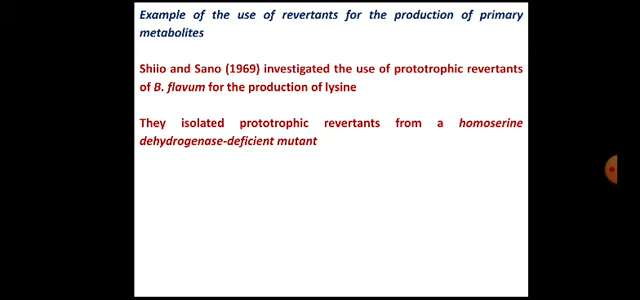 Example of the use of revertants for the production of primary
metabolites
Shiio and Sano (1969) investigated the use of prototrophic revertants
of B. flavum for the production of lysine
They isolated prototrophic revertants from a homoserine
dehydrogenase-deficient mutant